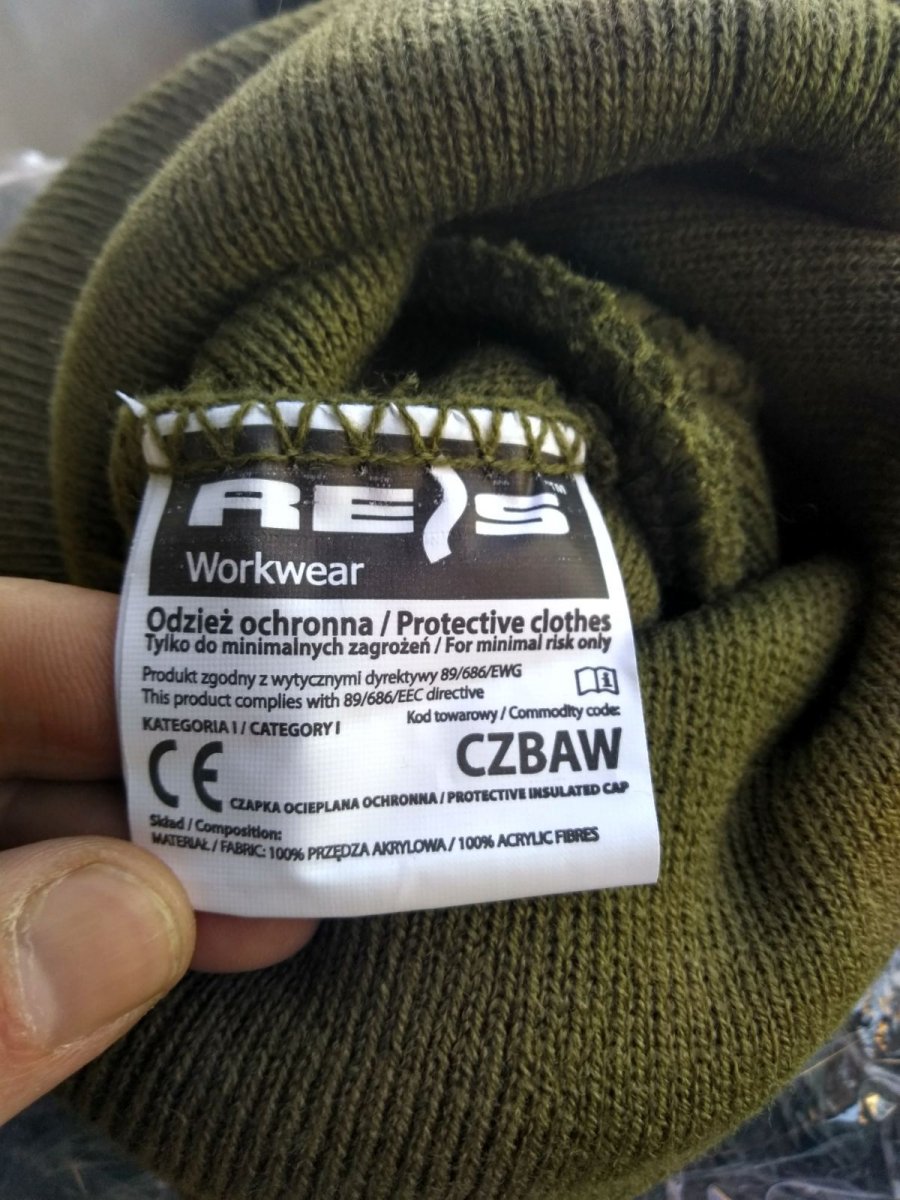 REIS™
Workwear
Odzież ochronna / Protective clothes
Tylko do minimalnych zagrożeń / For minimal risk only
Produkt zgodny z wytycznymi dyrektywy 89/686/EWG
This product complies with 89/686/EEC directive
KATEGORIA I / CATEGORY I
Kod towarowy / Commodity code:
CZBAW
CE
CZAPKA OCIEPLANA OCHRONNA / PROTECTIVE INSULATED CAP
Skład / Composition:
MATERIAŁ / FABRIC: 100% PRZĘDZA AKRYLOWA / 100% ACRYLIC FIBRES